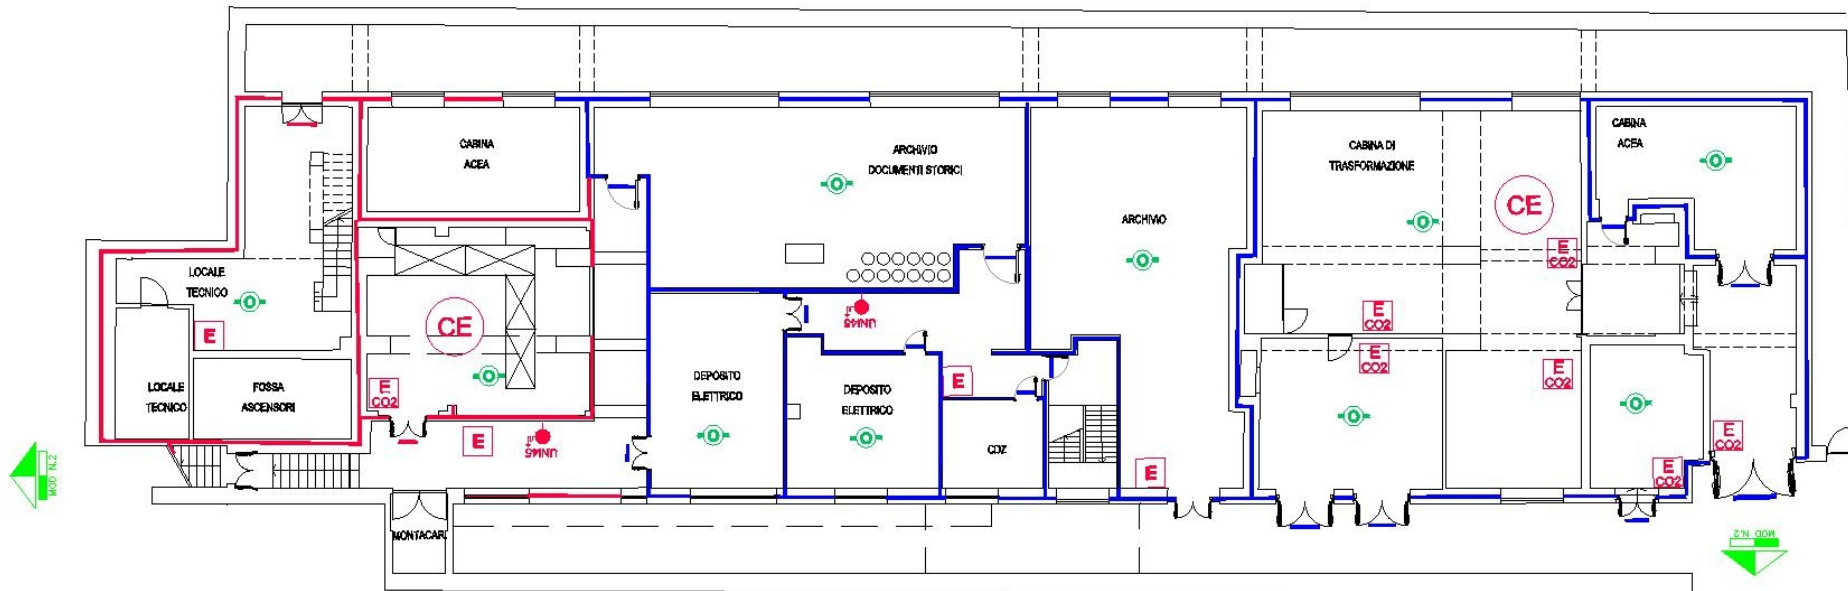 CABINA
ACEA
ARCHIVIO
DOCUMENTI STORICI
ARCHIVIO
CABINA DI
TRASFORMAZIONE
CE
CABINA
ACEA
LOCALE
TECNICO
E
CE
UNI45
E
CO2
E
CO2
E
CO2
E
CO2
LOCALE
TECNICO
FOSSA
ASCENSORI
E
CO2
DEPOSITO
ELETTRICO
DEPOSITO
ELETTRICO
E
CDZ
E
UNI45
E
E
CO2
E
CO2
MOD N.2
MONTACARI
MOD N.2